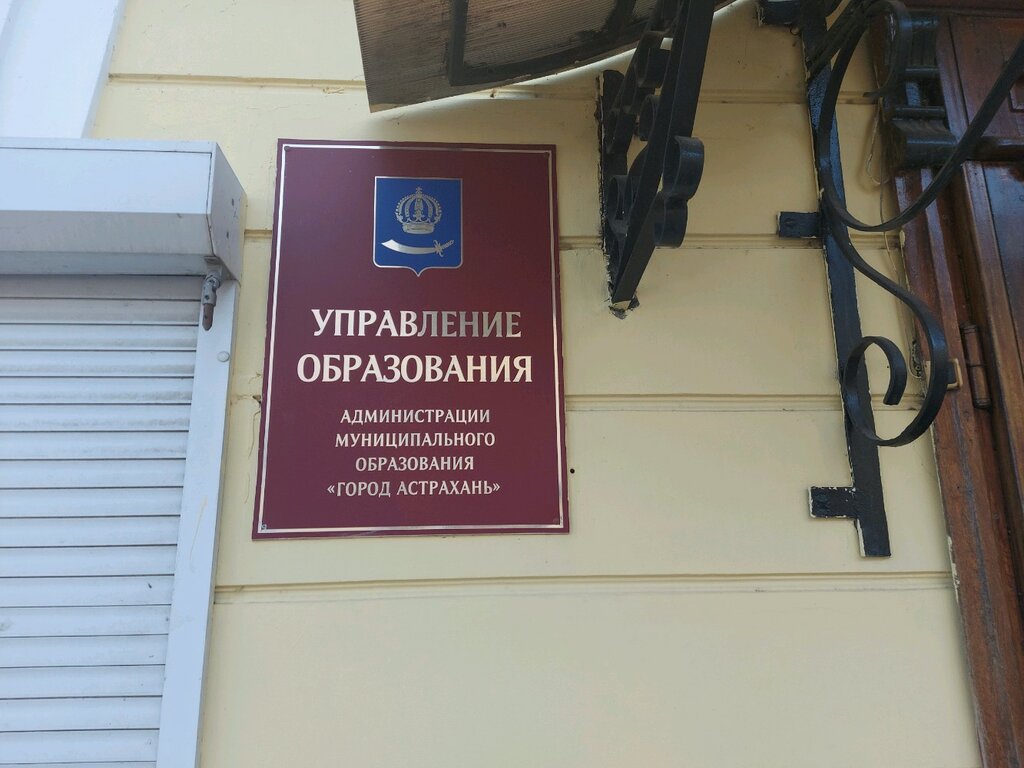 УПРАВЛЕНИЕ
ОБРАЗОВАНИЯ
АДМИНИСТРАЦИИ
МУНИЦИПАЛЬНОГО
ОБРАЗОВАНИЯ
«ГОРОД АСТРАХАНЬ»